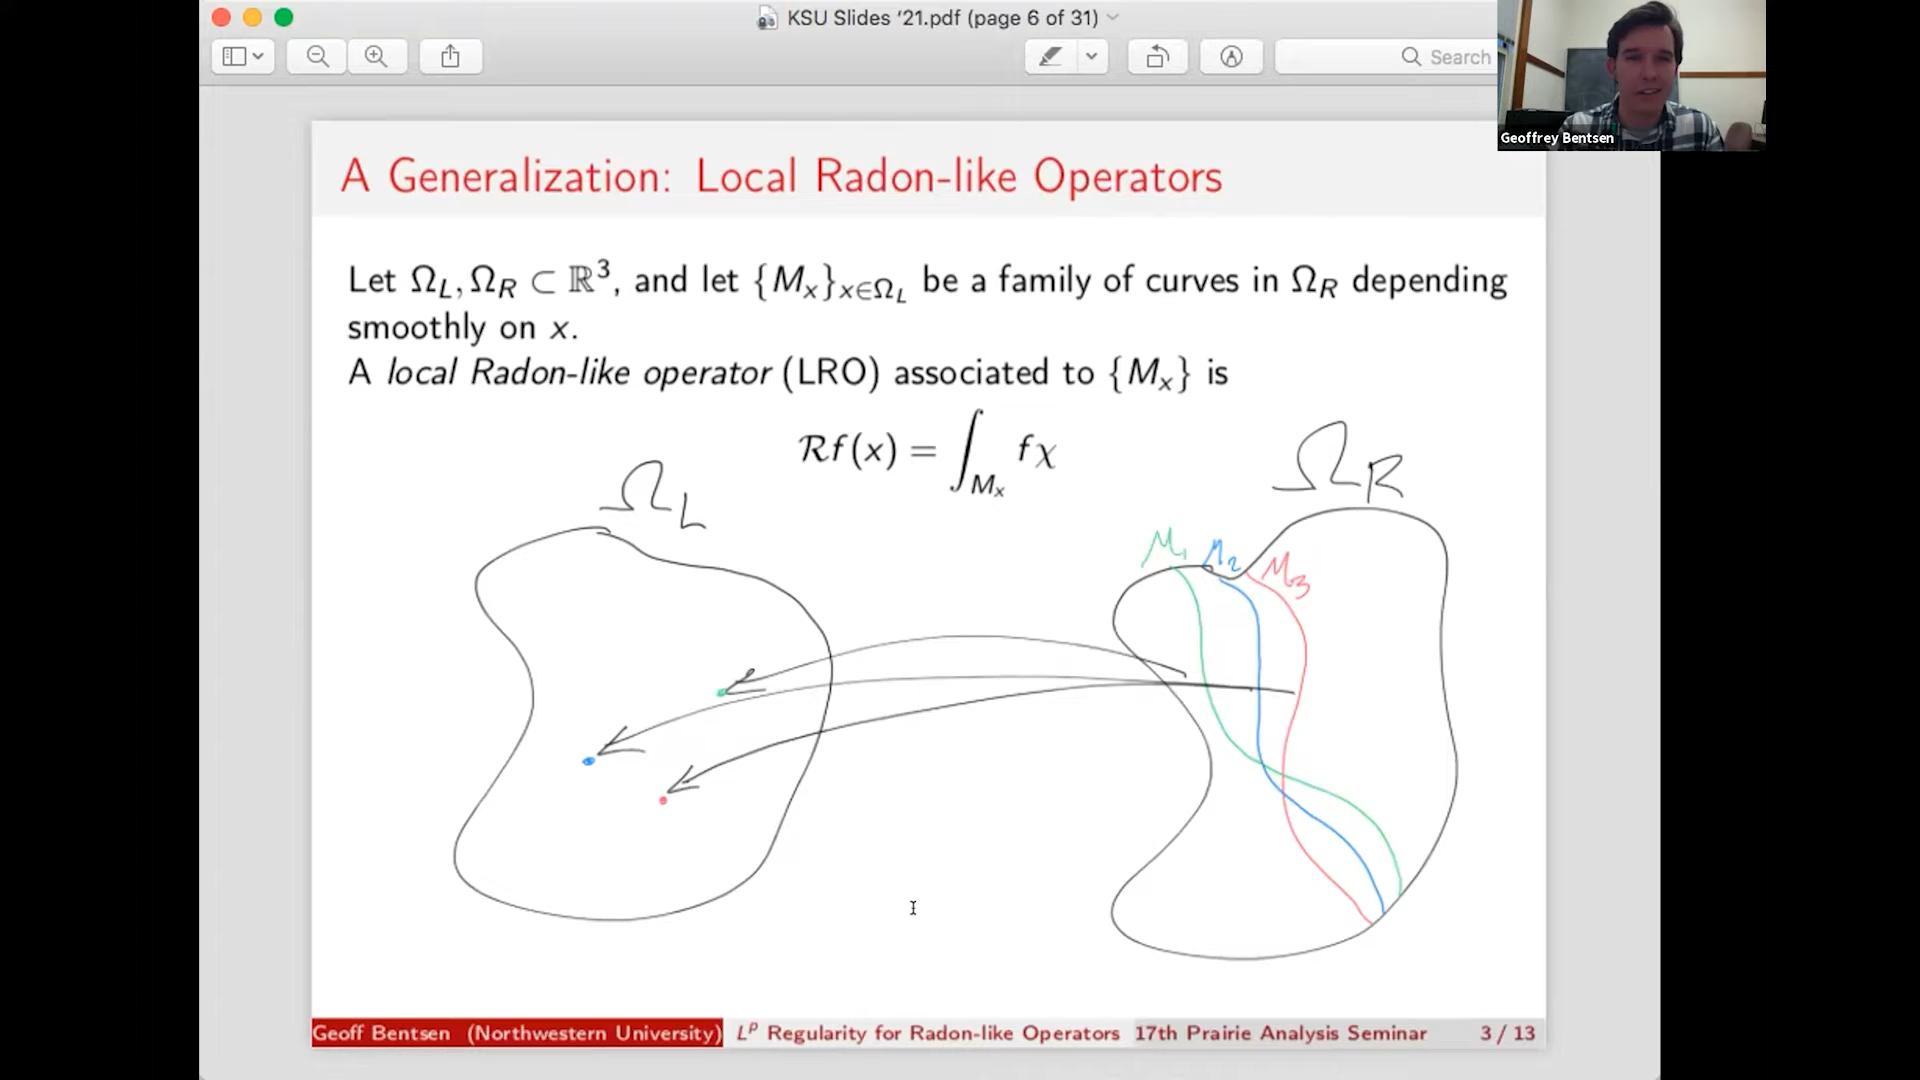 KSU Slides ‘21.pdf (page 6 of 31)
Search
Geoffrey Bentsen
A Generalization: Local Radon-like Operators
Let Ω_L, Ω_R ⊂ ℝ³, and let {M_x}_{x∈Ω_L} be a family of curves in Ω_R depending
smoothly on x.
A local Radon-like operator (LRO) associated to {M_x} is
ℛf(x) = ∫_{M_x} fχ
Ω_L
Ω_R
M₁ M₂ M₃
Geoff Bentsen (Northwestern University) L^p Regularity for Radon-like Operators 17th Prairie Analysis Seminar 3 / 13